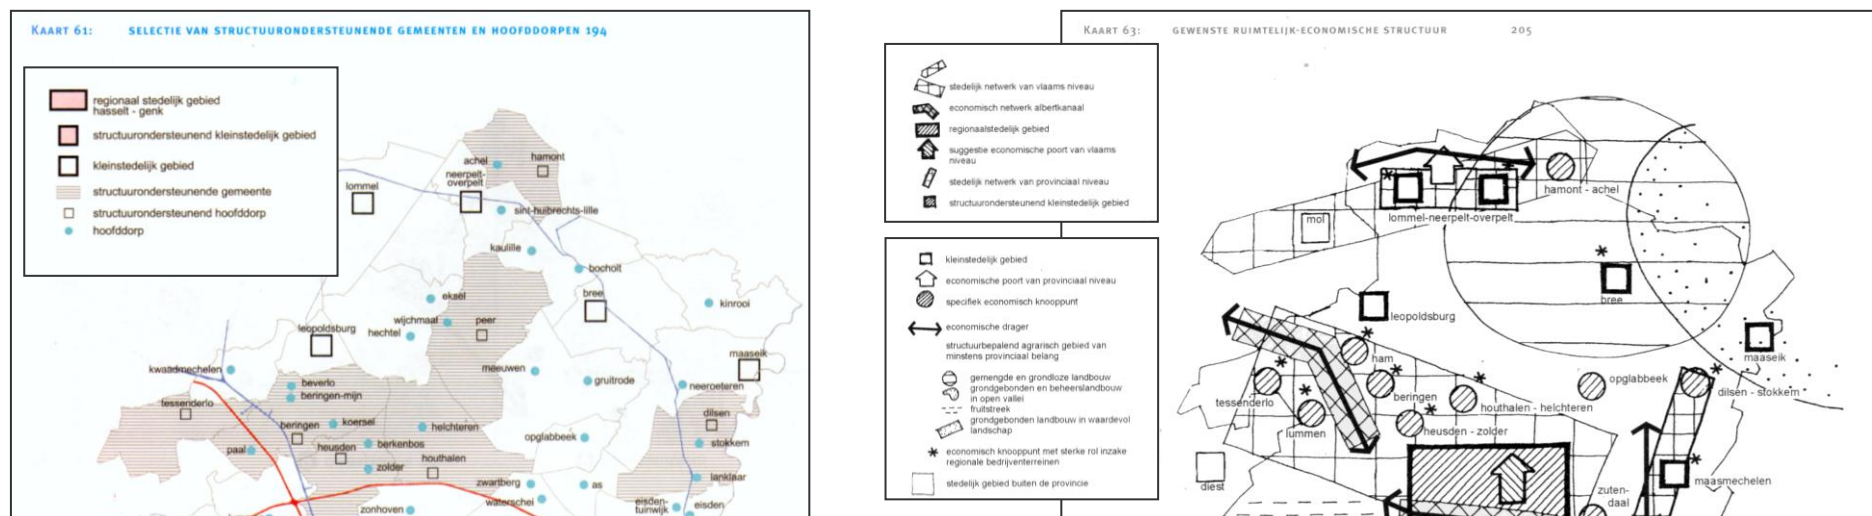 KAART 61: SELECTIE VAN STRUCTUURONDERSTEUNENDE GEMEENTEN EN HOOFDDORPEN 194
regionaal stedelijk gebied
hasselt - genk
structuurondersteunend kleinstedelijk gebied
kleinstedelijk gebied
structuurondersteunende gemeente
structuurondersteunend hoofddorp
hoofddorp
achel
hamont
neerpelt-
overpelt
lommel
sint-huibrechts-lille
kaulille
bocholt
eksel
bree
kinrooi
wijchmaal
peer
leopoldsburg
hechtel
maaseik
kwaadmechelen
meeuwen
gruitrode
neeroeteren
beverlo
beringen-mijn
tessenderlo
dilsen
beringen
koersel
helchteren
opglabbeek
stokkem
paal
heusden
berkenbos
houthalen
zolder
lanklaar
zwartberg
as
waterschei
eisden-
tuinwijk
eisden
zonhoven
KAART 63: GEWENSTE RUIMTELIJK-ECONOMISCHE STRUCTUUR 205
stedelijk netwerk van vlaams niveau
economisch netwerk albertkanaal
regionaalstedelijk gebied
suggestie economische poort van vlaams
niveau
stedelijk netwerk van provinciaal niveau
structuurondersteunend kleinstedelijk gebied
kleinstedelijk gebied
economische poort van provinciaal niveau
specifiek economisch knooppunt
economische drager
structuurbepalend agrarisch gebied van
minstens provinciaal belang
gemengde en grondloze landbouw
grondgebonden en beheerslandbouw
in open vallei
fruitstreek
grondgebonden landbouw in waardevol
landschap
economisch knooppunt met sterke rol inzake
regionale bedrijventerreinen
stedelijk gebied buiten de provincie
hamont - achel
mol
lommel-neerpelt-overpelt
bree
leopoldsburg
ham
maaseik
opglabbeek
tessenderlo
beringen
dilsen - stokkem
houthalen - helchteren
lummen
heusden - zolder
diest
zuten-
daal
maasmechelen